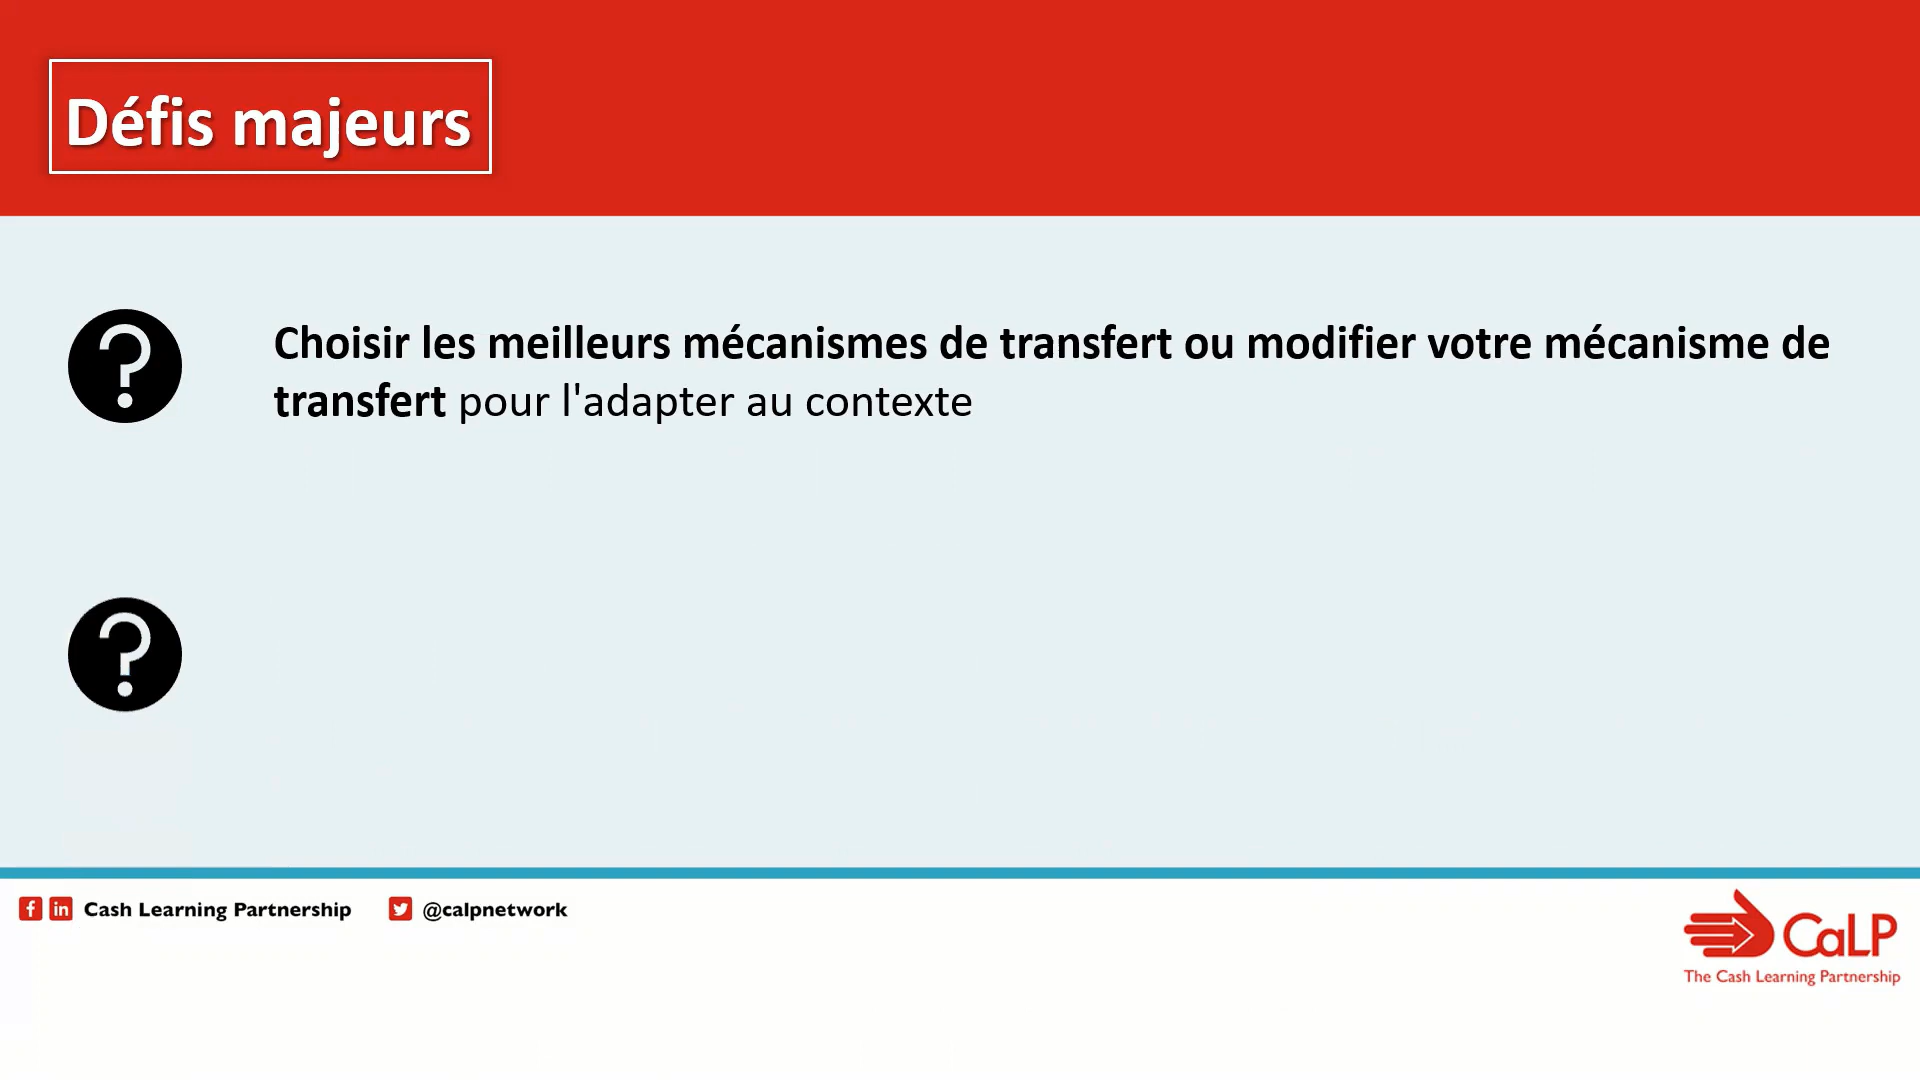 Défis majeurs
Choisir les meilleurs mécanismes de transfert ou modifier votre mécanisme de
transfert pour l'adapter au contexte
Cash Learning Partnership @calpnetwork
CaLP
The Cash Learning Partnership